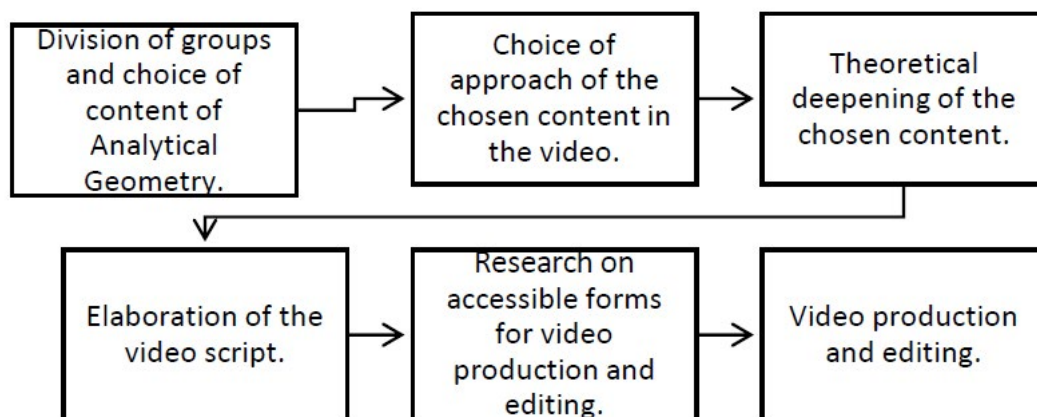 Division of groups
and choice of
content of
Analytical
Geometry.
Choice of
approach of the
chosen content in
the video.
Theoretical
deepening of the
chosen content.
Elaboration of the
video script.
Research on
accessible forms
for video
production and
editing.
Video production
and editing.